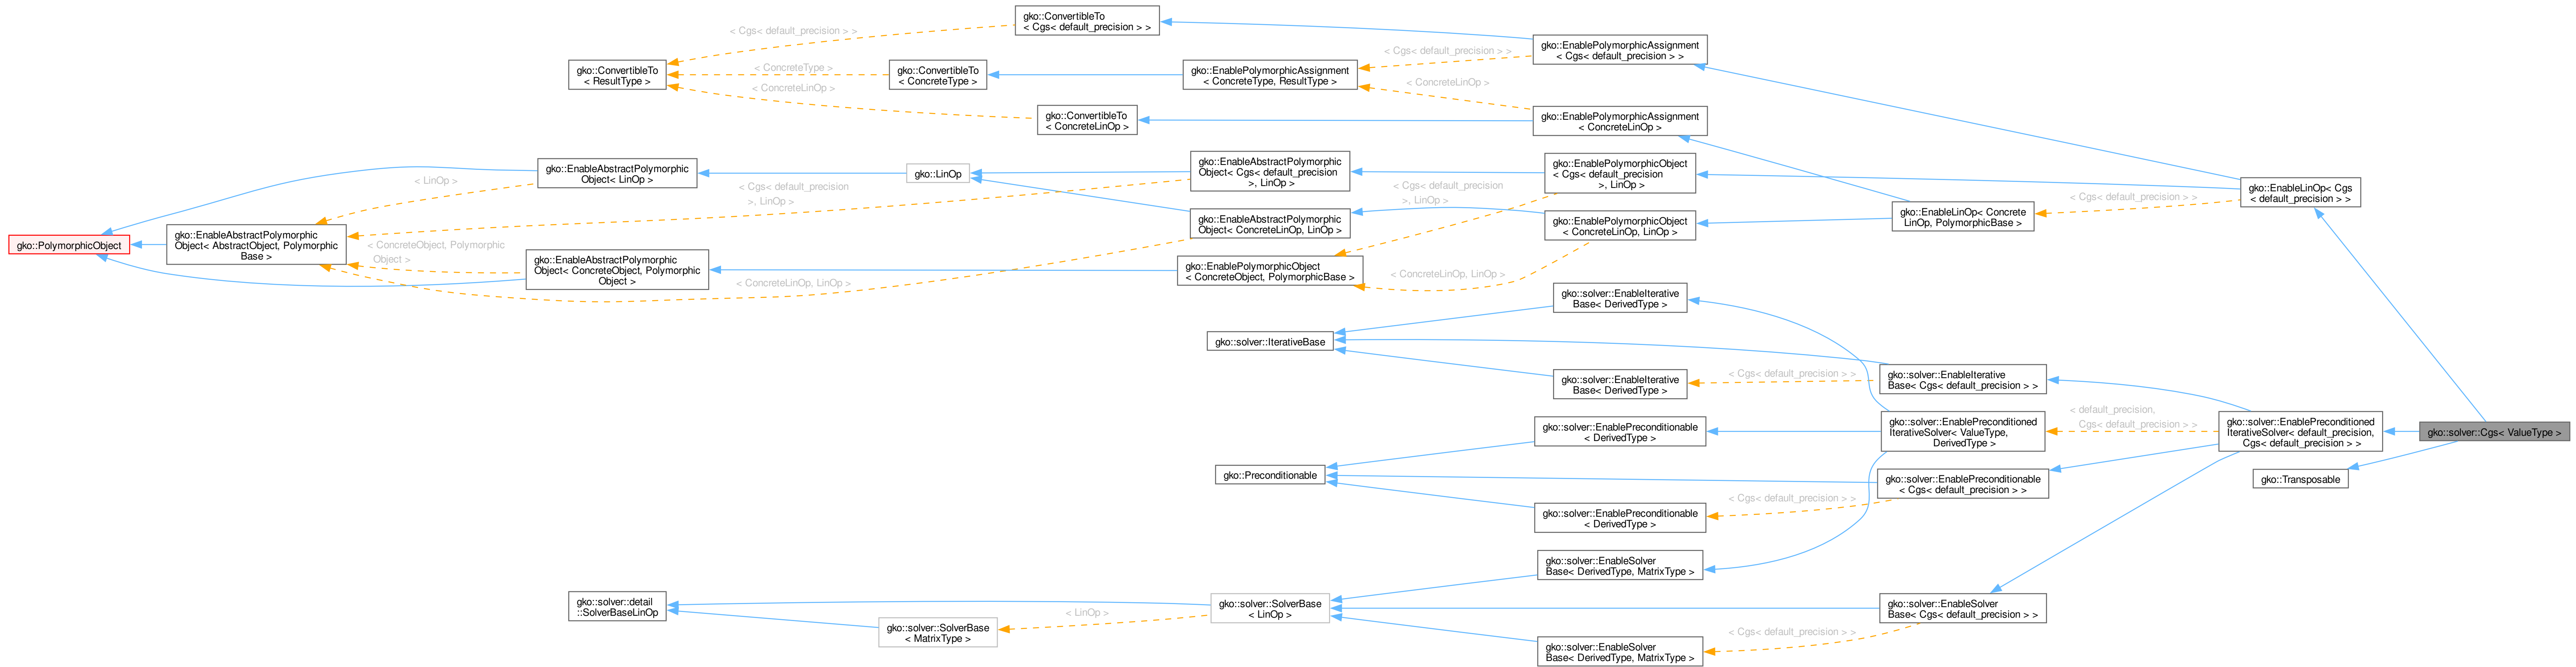 gko::PolymorphicObject
gko::EnableAbstractPolymorphic
Object< AbstractObject, Polymorphic
Base >
gko::EnableAbstractPolymorphic
Object< LinOp >
< LinOp >
gko::EnableAbstractPolymorphic
Object< ConcreteObject, Polymorphic
Object >
< ConcreteObject, Polymorphic
Object >
gko::ConvertibleTo
< ResultType >
gko::ConvertibleTo
< Cgs< default_precision > >
< Cgs< default_precision > >
gko::ConvertibleTo
< ConcreteType >
< ConcreteType >
gko::ConvertibleTo
< ConcreteLinOp >
< ConcreteLinOp >
gko::EnablePolymorphicAssignment
< ConcreteType, ResultType >
gko::EnablePolymorphicAssignment
< Cgs< default_precision > >
< Cgs< default_precision > >
gko::EnablePolymorphicAssignment
< ConcreteLinOp >
< ConcreteLinOp >
gko::LinOp
gko::EnableAbstractPolymorphic
Object< Cgs< default_precision
>, LinOp >
< Cgs< default_precision
>, LinOp >
gko::EnableAbstractPolymorphic
Object< ConcreteLinOp, LinOp >
< ConcreteLinOp, LinOp >
gko::EnablePolymorphicObject
< ConcreteObject, PolymorphicBase >
gko::EnablePolymorphicObject
< Cgs< default_precision
>, LinOp >
< Cgs< default_precision
>, LinOp >
gko::EnablePolymorphicObject
< ConcreteLinOp, LinOp >
< ConcreteLinOp, LinOp >
gko::EnableLinOp< Concrete
LinOp, PolymorphicBase >
gko::EnableLinOp< Cgs
< default_precision > >
< Cgs< default_precision > >
gko::solver::IterativeBase
gko::solver::EnableIterative
Base< DerivedType >
gko::solver::EnableIterative
Base< DerivedType >
gko::solver::EnableIterative
Base< Cgs< default_precision > >
< Cgs< default_precision > >
gko::Preconditionable
gko::solver::EnablePreconditionable
< DerivedType >
gko::solver::EnablePreconditionable
< DerivedType >
gko::solver::EnablePreconditionable
< Cgs< default_precision > >
< Cgs< default_precision > >
gko::solver::EnablePreconditioned
IterativeSolver< ValueType,
DerivedType >
gko::solver::EnablePreconditioned
IterativeSolver< default_precision,
Cgs< default_precision > >
< default_precision,
Cgs< default_precision > >
gko::solver::Cgs< ValueType >
gko::Transposable
gko::solver::detail
::SolverBaseLinOp
gko::solver::SolverBase
< MatrixType >
gko::solver::SolverBase
< LinOp >
< LinOp >
gko::solver::EnableSolver
Base< DerivedType, MatrixType >
gko::solver::EnableSolver
Base< Cgs< default_precision > >
gko::solver::EnableSolver
Base< DerivedType, MatrixType >
< Cgs< default_precision > >